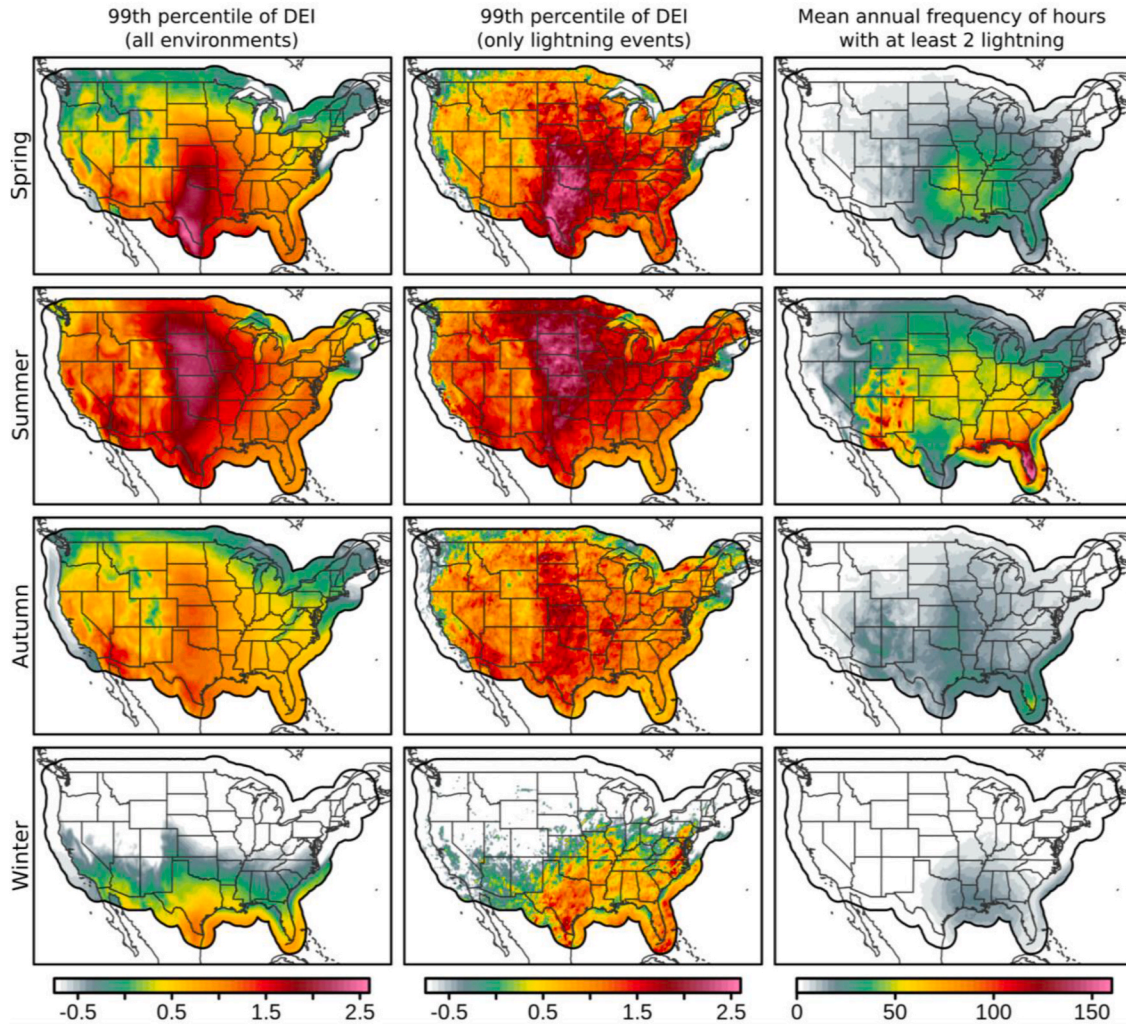 99th percentile of DEI
(all environments)
99th percentile of DEI
(only lightning events)
Mean annual frequency of hours
with at least 2 lightning
Spring
Summer
Autumn
Winter
-0.5 0.5 1.5 2.5
-0.5 0.5 1.5 2.5
0 50 100 150